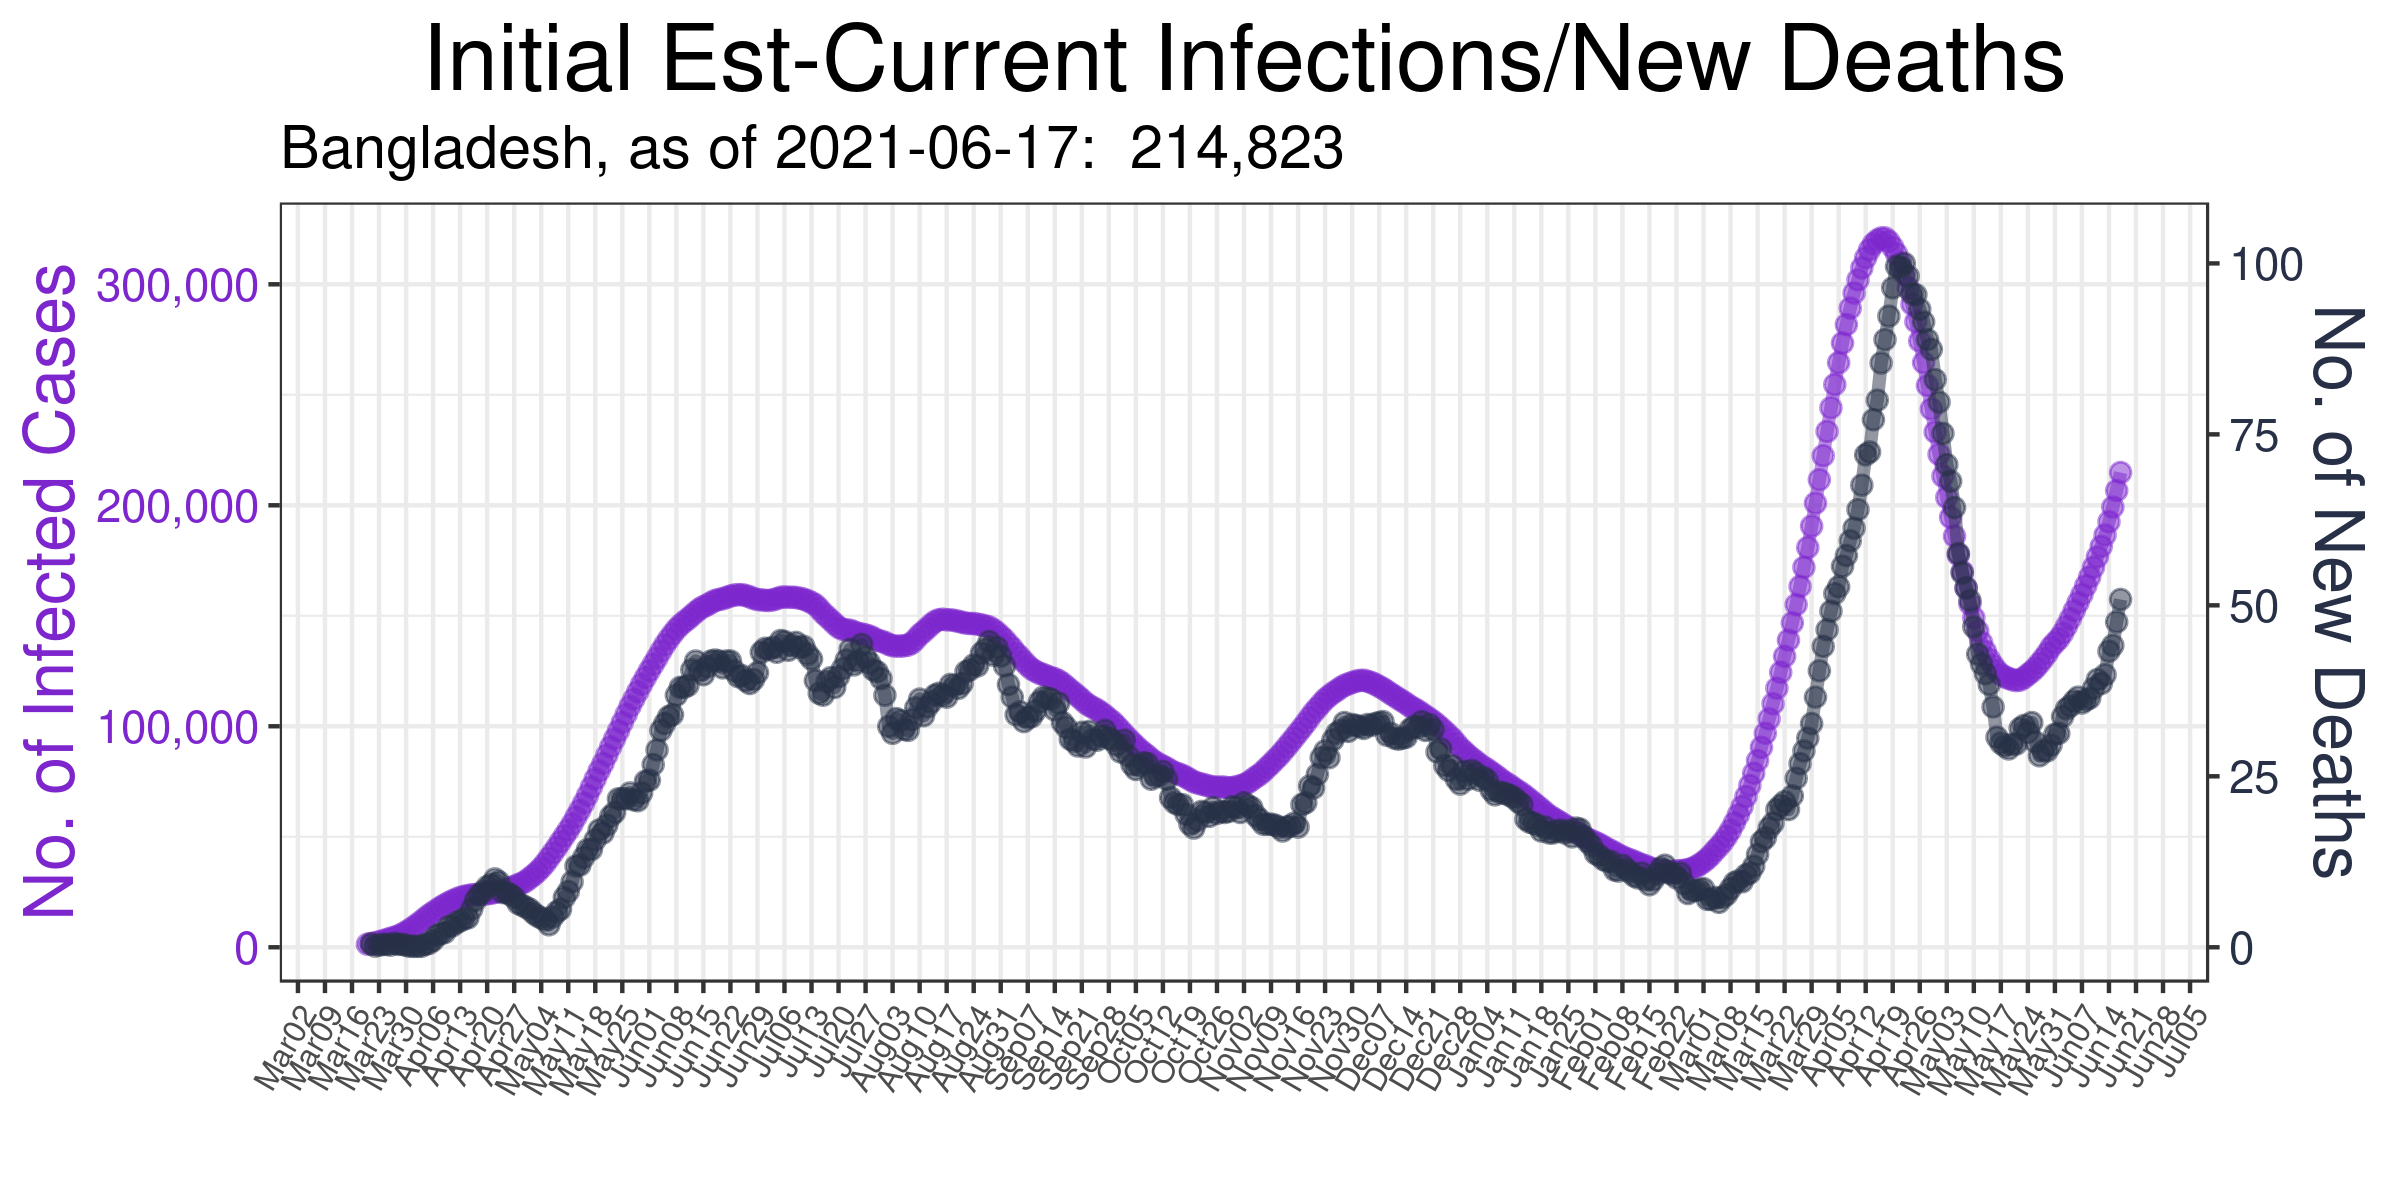 Initial Est-Current Infections/New Deaths
Bangladesh, as of 2021-06-17:  214,823
No. of Infected Cases
300,000
200,000
100,000
0
100
75
50
25
0
No. of New Deaths
Mar02
Mar09
Mar16
Mar23
Mar30
Apr06
Apr13
Apr20
Apr27
May04
May11
May18
May25
Jun01
Jun08
Jun15
Jun22
Jun29
Jul06
Jul13
Jul20
Jul27
Aug03
Aug10
Aug17
Aug24
Aug31
Sep07
Sep14
Sep21
Sep28
Oct05
Oct12
Oct19
Oct26
Nov02
Nov09
Nov16
Nov23
Nov30
Dec07
Dec14
Dec21
Dec28
Jan04
Jan11
Jan18
Jan25
Feb01
Feb08
Feb15
Feb22
Mar01
Mar08
Mar15
Mar22
Mar29
Apr05
Apr12
Apr19
Apr26
May03
May10
May17
May24
May31
Jun07
Jun14
Jun21
Jun28
Jul05